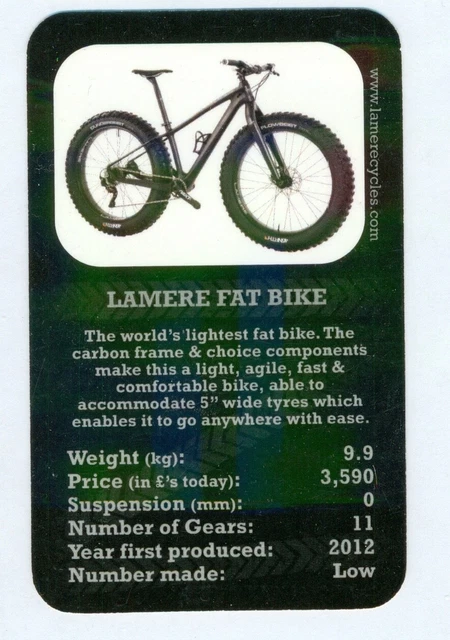 www.lamerecycles.com
LAMERE FAT BIKE
The world's lightest fat bike. The
carbon frame & choice components
make this a light, agile, fast &
comfortable bike, able to
accommodate 5" wide tyres which
enables it to go anywhere with ease.
Weight (kg): 9.9
Price (in £'s today): 3,590
Suspension (mm): 0
Number of Gears: 11
Year first produced: 2012
Number made: Low